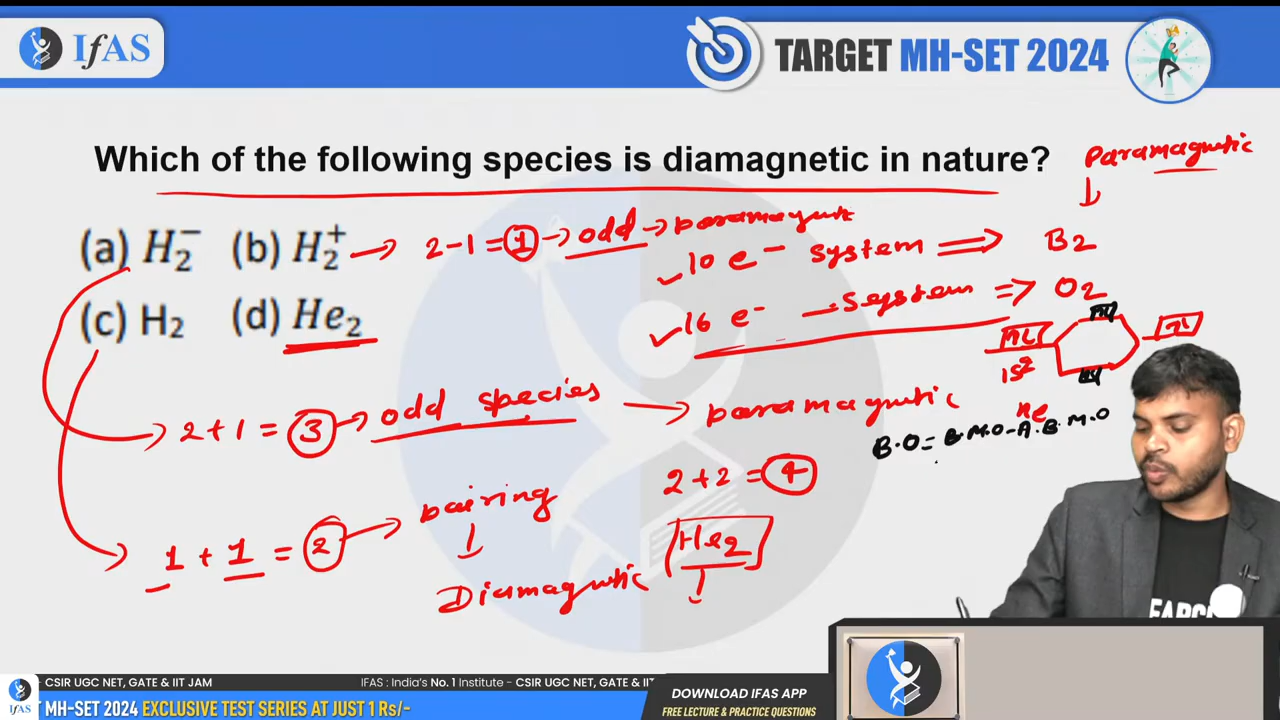 IfAS
TARGET MH-SET 2024
Which of the following species is diamagnetic in nature?
Paramagnetic
(a) H₂⁻ (b) H₂⁺ → 2-1 = 1 → odd → paramagnetic
✓10 e⁻ system ⇒ B2
(c) H₂ (d) He₂
✓16 e⁻ system ⇒ O2
1s²
2+1 = 3 → odd species → paramagnetic
He
B.O = B.M.O - A.B.M.O
2+2 = 4
1 + 1 = 2 → pairing
He2
Diamagnetic
FARCI
CSIR UGC NET, GATE & IIT JAM
IFAS : India's No. 1 Institute - CSIR UGC NET, GATE & IIT
IfAS
MH-SET 2024 EXCLUSIVE TEST SERIES AT JUST 1 Rs/-
DOWNLOAD IFAS APP
FREE LECTURE & PRACTICE QUESTIONS